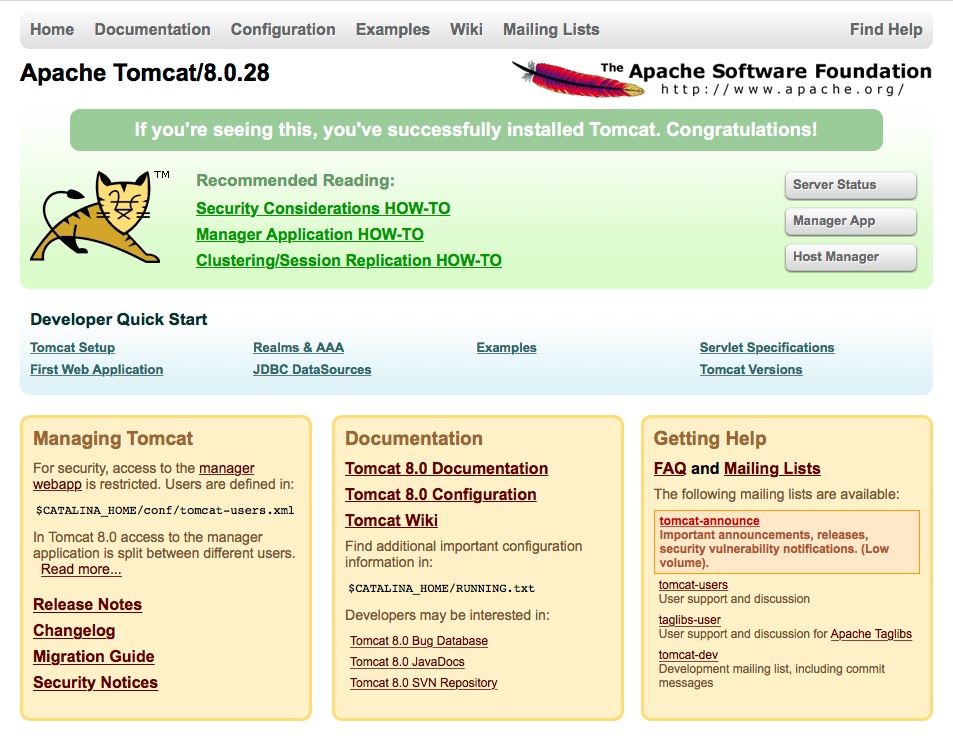 Home Documentation Configuration Examples Wiki Mailing Lists Find Help
Apache Tomcat/8.0.28
The Apache Software Foundation
http://www.apache.org/
If you're seeing this, you've successfully installed Tomcat. Congratulations!
TM
Recommended Reading:
Security Considerations HOW-TO
Manager Application HOW-TO
Clustering/Session Replication HOW-TO
Server Status
Manager App
Host Manager
Developer Quick Start
Tomcat Setup
First Web Application
Realms & AAA
JDBC DataSources
Examples
Servlet Specifications
Tomcat Versions
Managing Tomcat
For security, access to the manager
webapp is restricted. Users are defined in:
$CATALINA_HOME/conf/tomcat-users.xml
In Tomcat 8.0 access to the manager
application is split between different users.
Read more...
Release Notes
Changelog
Migration Guide
Security Notices
Documentation
Tomcat 8.0 Documentation
Tomcat 8.0 Configuration
Tomcat Wiki
Find additional important configuration
information in:
$CATALINA_HOME/RUNNING.txt
Developers may be interested in:
Tomcat 8.0 Bug Database
Tomcat 8.0 JavaDocs
Tomcat 8.0 SVN Repository
Getting Help
FAQ and Mailing Lists
The following mailing lists are available:
tomcat-announce
Important announcements, releases,
security vulnerability notifications. (Low
volume).
tomcat-users
User support and discussion
taglibs-user
User support and discussion for Apache Taglibs
tomcat-dev
Development mailing list, including commit
messages